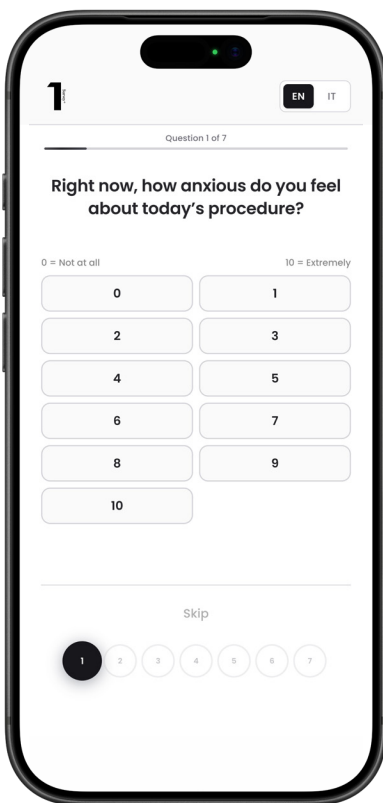 1
EN IT
Question 1 of 7
Right now, how anxious do you feel
about today’s procedure?
0 = Not at all 10 = Extremely
0 1
2 3
4 5
6 7
8 9
10
Skip
1 2 3 4 5 6 7